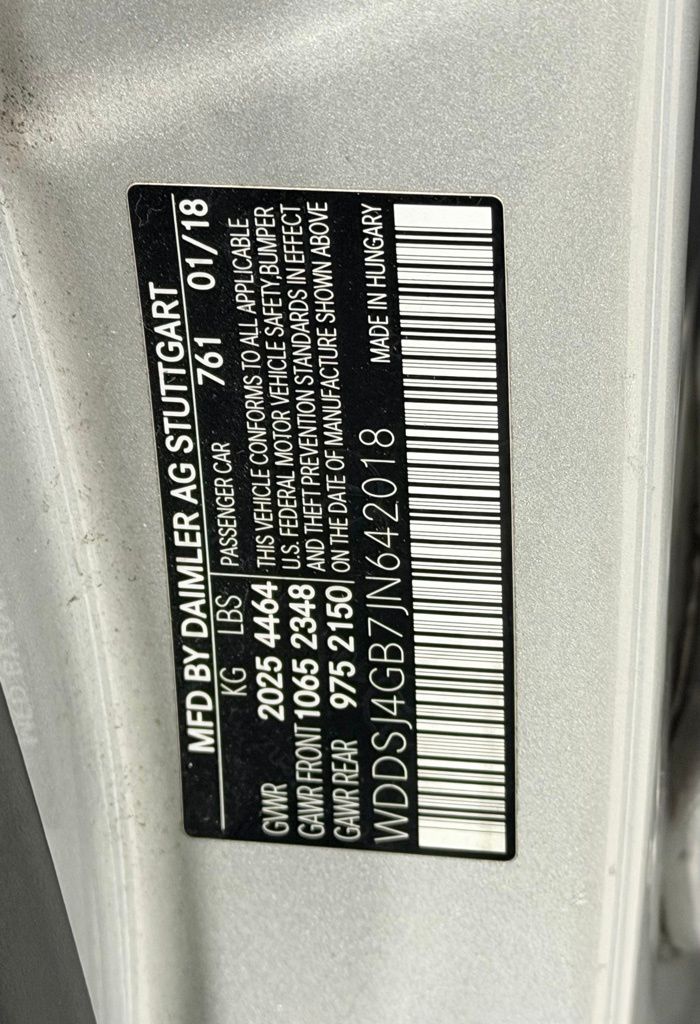 MFD BY DAIMLER AG STUTTGART
KG LBS PASSENGER CAR 761 01/18
GVWR 2025 4464 THIS VEHICLE CONFORMS TO ALL APPLICABLE
GAWR FRONT 1065 2348 U.S. FEDERAL MOTOR VEHICLE SAFETY,BUMPER
GAWR REAR 975 2150 AND THEFT PREVENTION STANDARDS IN EFFECT
ON THE DATE OF MANUFACTURE SHOWN ABOVE
WDDSJ4GB7JN642018 MADE IN HUNGARY